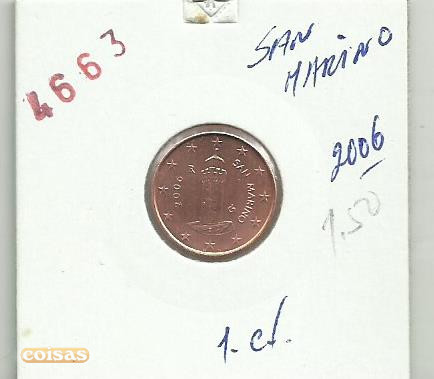 4663
SAN
MARINO
2006
1,50
2006 R SAN MARINO
1. ct.
coisas